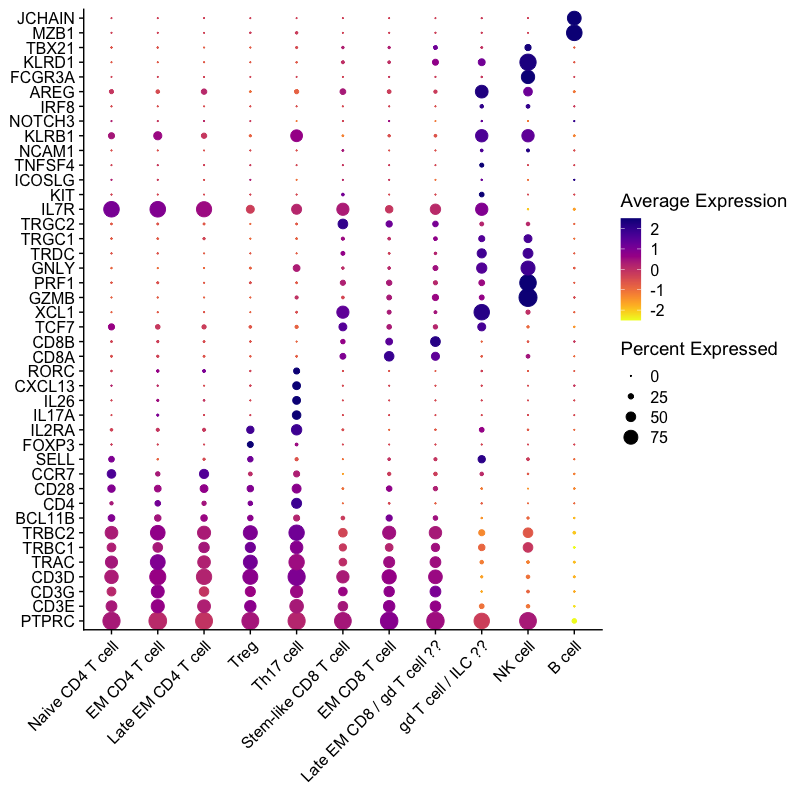 JCHAIN
MZB1
TBX21
KLRD1
FCGR3A
AREG
IRF8
NOTCH3
KLRB1
NCAM1
TNFSF4
ICOSLG
KIT
IL7R
TRGC2
TRGC1
TRDC
GNLY
PRF1
GZMB
XCL1
TCF7
CD8B
CD8A
RORC
CXCL13
IL26
IL17A
IL2RA
FOXP3
SELL
CCR7
CD28
CD4
BCL11B
TRBC2
TRBC1
TRAC
CD3D
CD3G
CD3E
PTPRC
Naive CD4 T cell
EM CD4 T cell
Late EM CD4 T cell
Treg
Th17 cell
Stem-like CD8 T cell
EM CD8 T cell
Late EM CD8 / gd T cell ??
gd T cell / ILC ??
NK cell
B cell
Average Expression
2
1
0
-1
-2
Percent Expressed
0
25
50
75